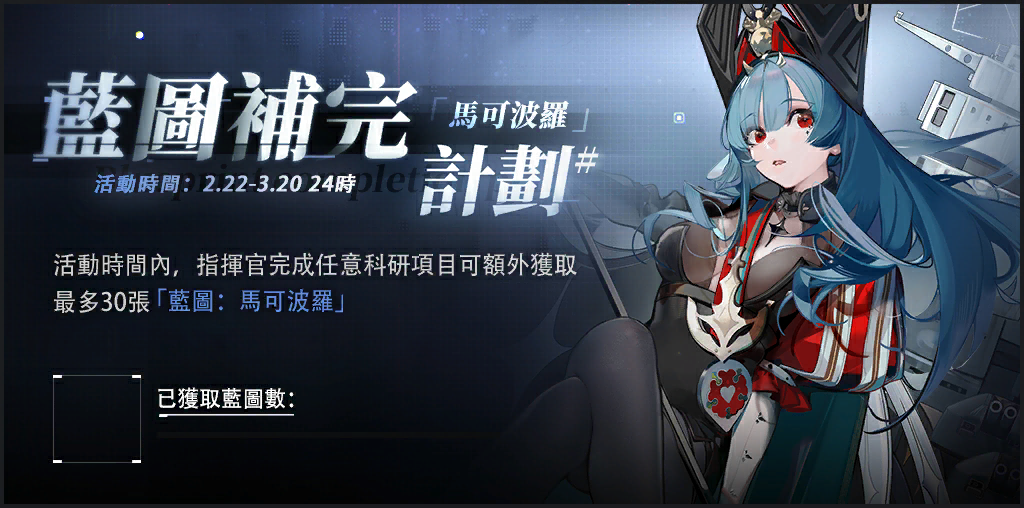 藍圖補完
「馬可波羅」
計劃#
活動時間：2.22-3.20 24時
活動時間內，指揮官完成任意科研項目可額外獲取
最多30張「藍圖：馬可波羅」
已獲取藍圖數：